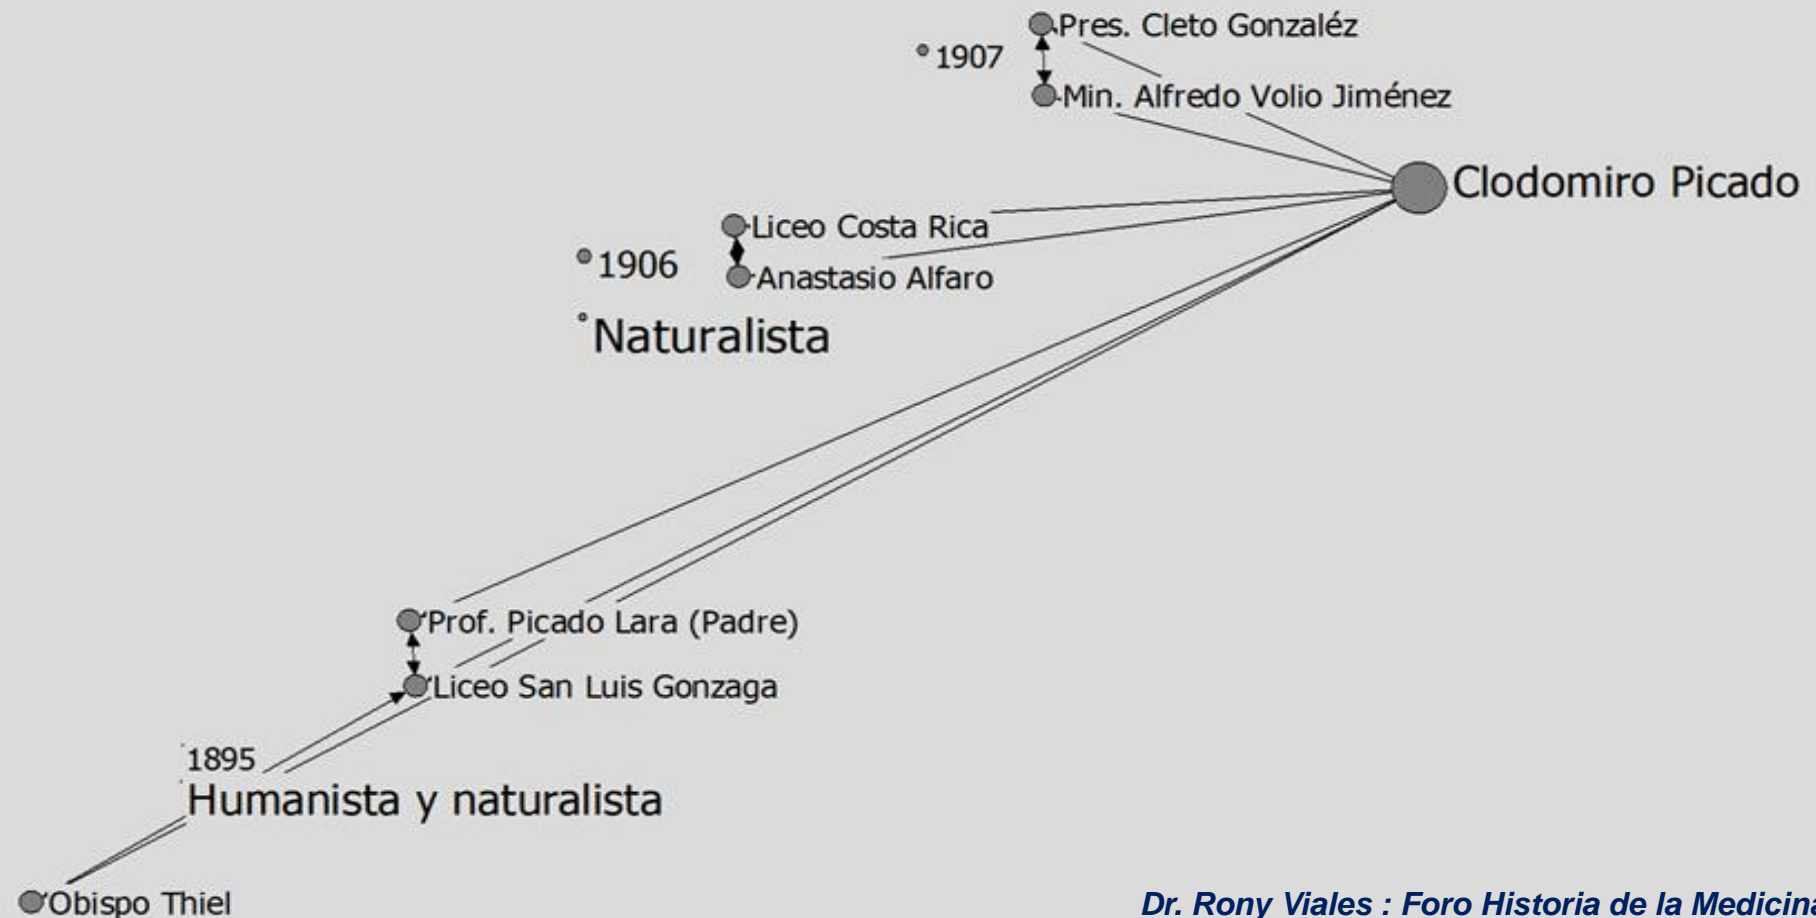 Pres. Cleto Gonzaléz
1907
Min. Alfredo Volio Jiménez
Clodomiro Picado
Liceo Costa Rica
1906
Anastasio Alfaro
Naturalista
Prof. Picado Lara (Padre)
Liceo San Luis Gonzaga
1895
Humanista y naturalista
Obispo Thiel
Dr. Rony Viales : Foro Historia de la Medicina